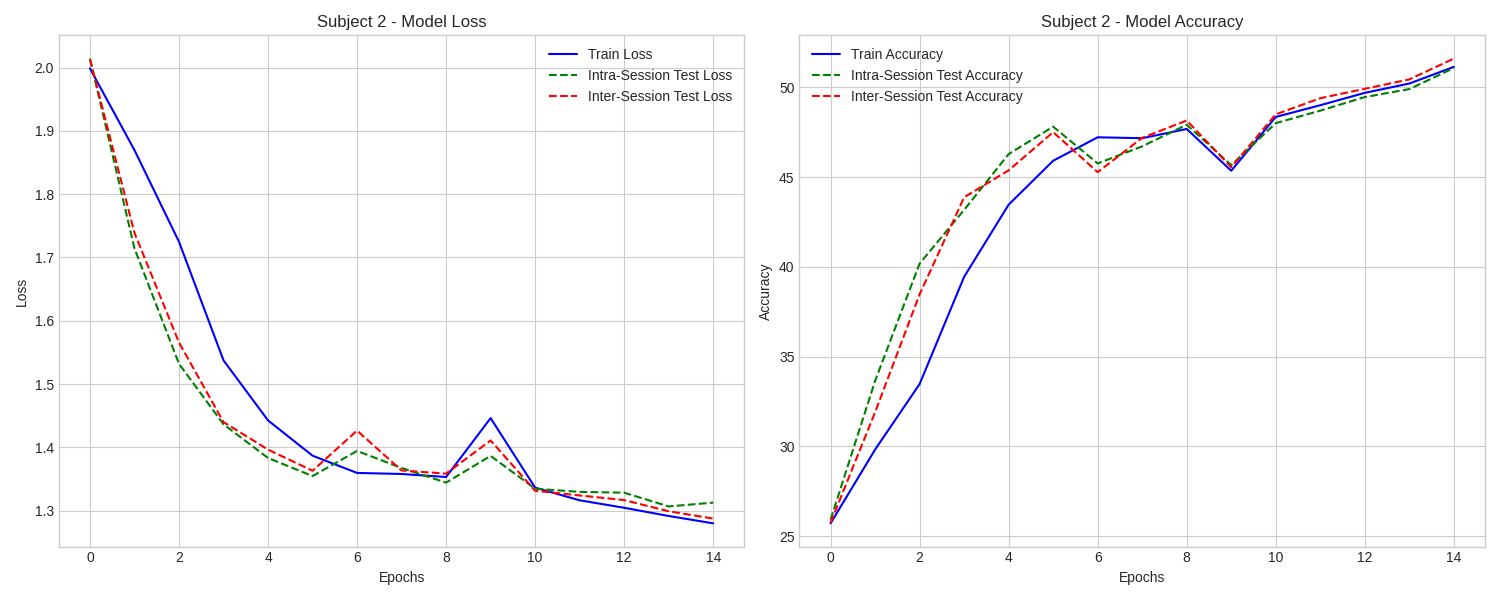 Subject 2 - Model Loss
Train Loss
Intra-Session Test Loss
Inter-Session Test Loss
2.0
1.9
1.8
1.7
1.6
1.5
1.4
1.3
Loss
0 2 4 6 8 10 12 14
Epochs
Subject 2 - Model Accuracy
Train Accuracy
Intra-Session Test Accuracy
Inter-Session Test Accuracy
50
45
40
35
30
25
Accuracy
0 2 4 6 8 10 12 14
Epochs